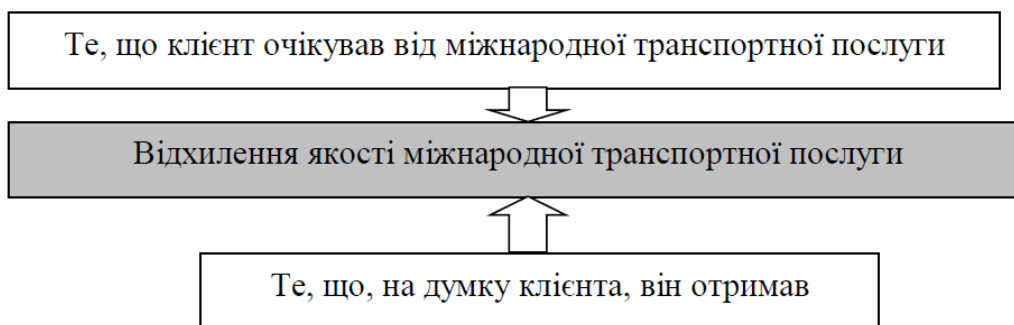 Те, що клієнт очікував від міжнародної транспортної послуги
Відхилення якості міжнародної транспортної послуги
Те, що, на думку клієнта, він отримав